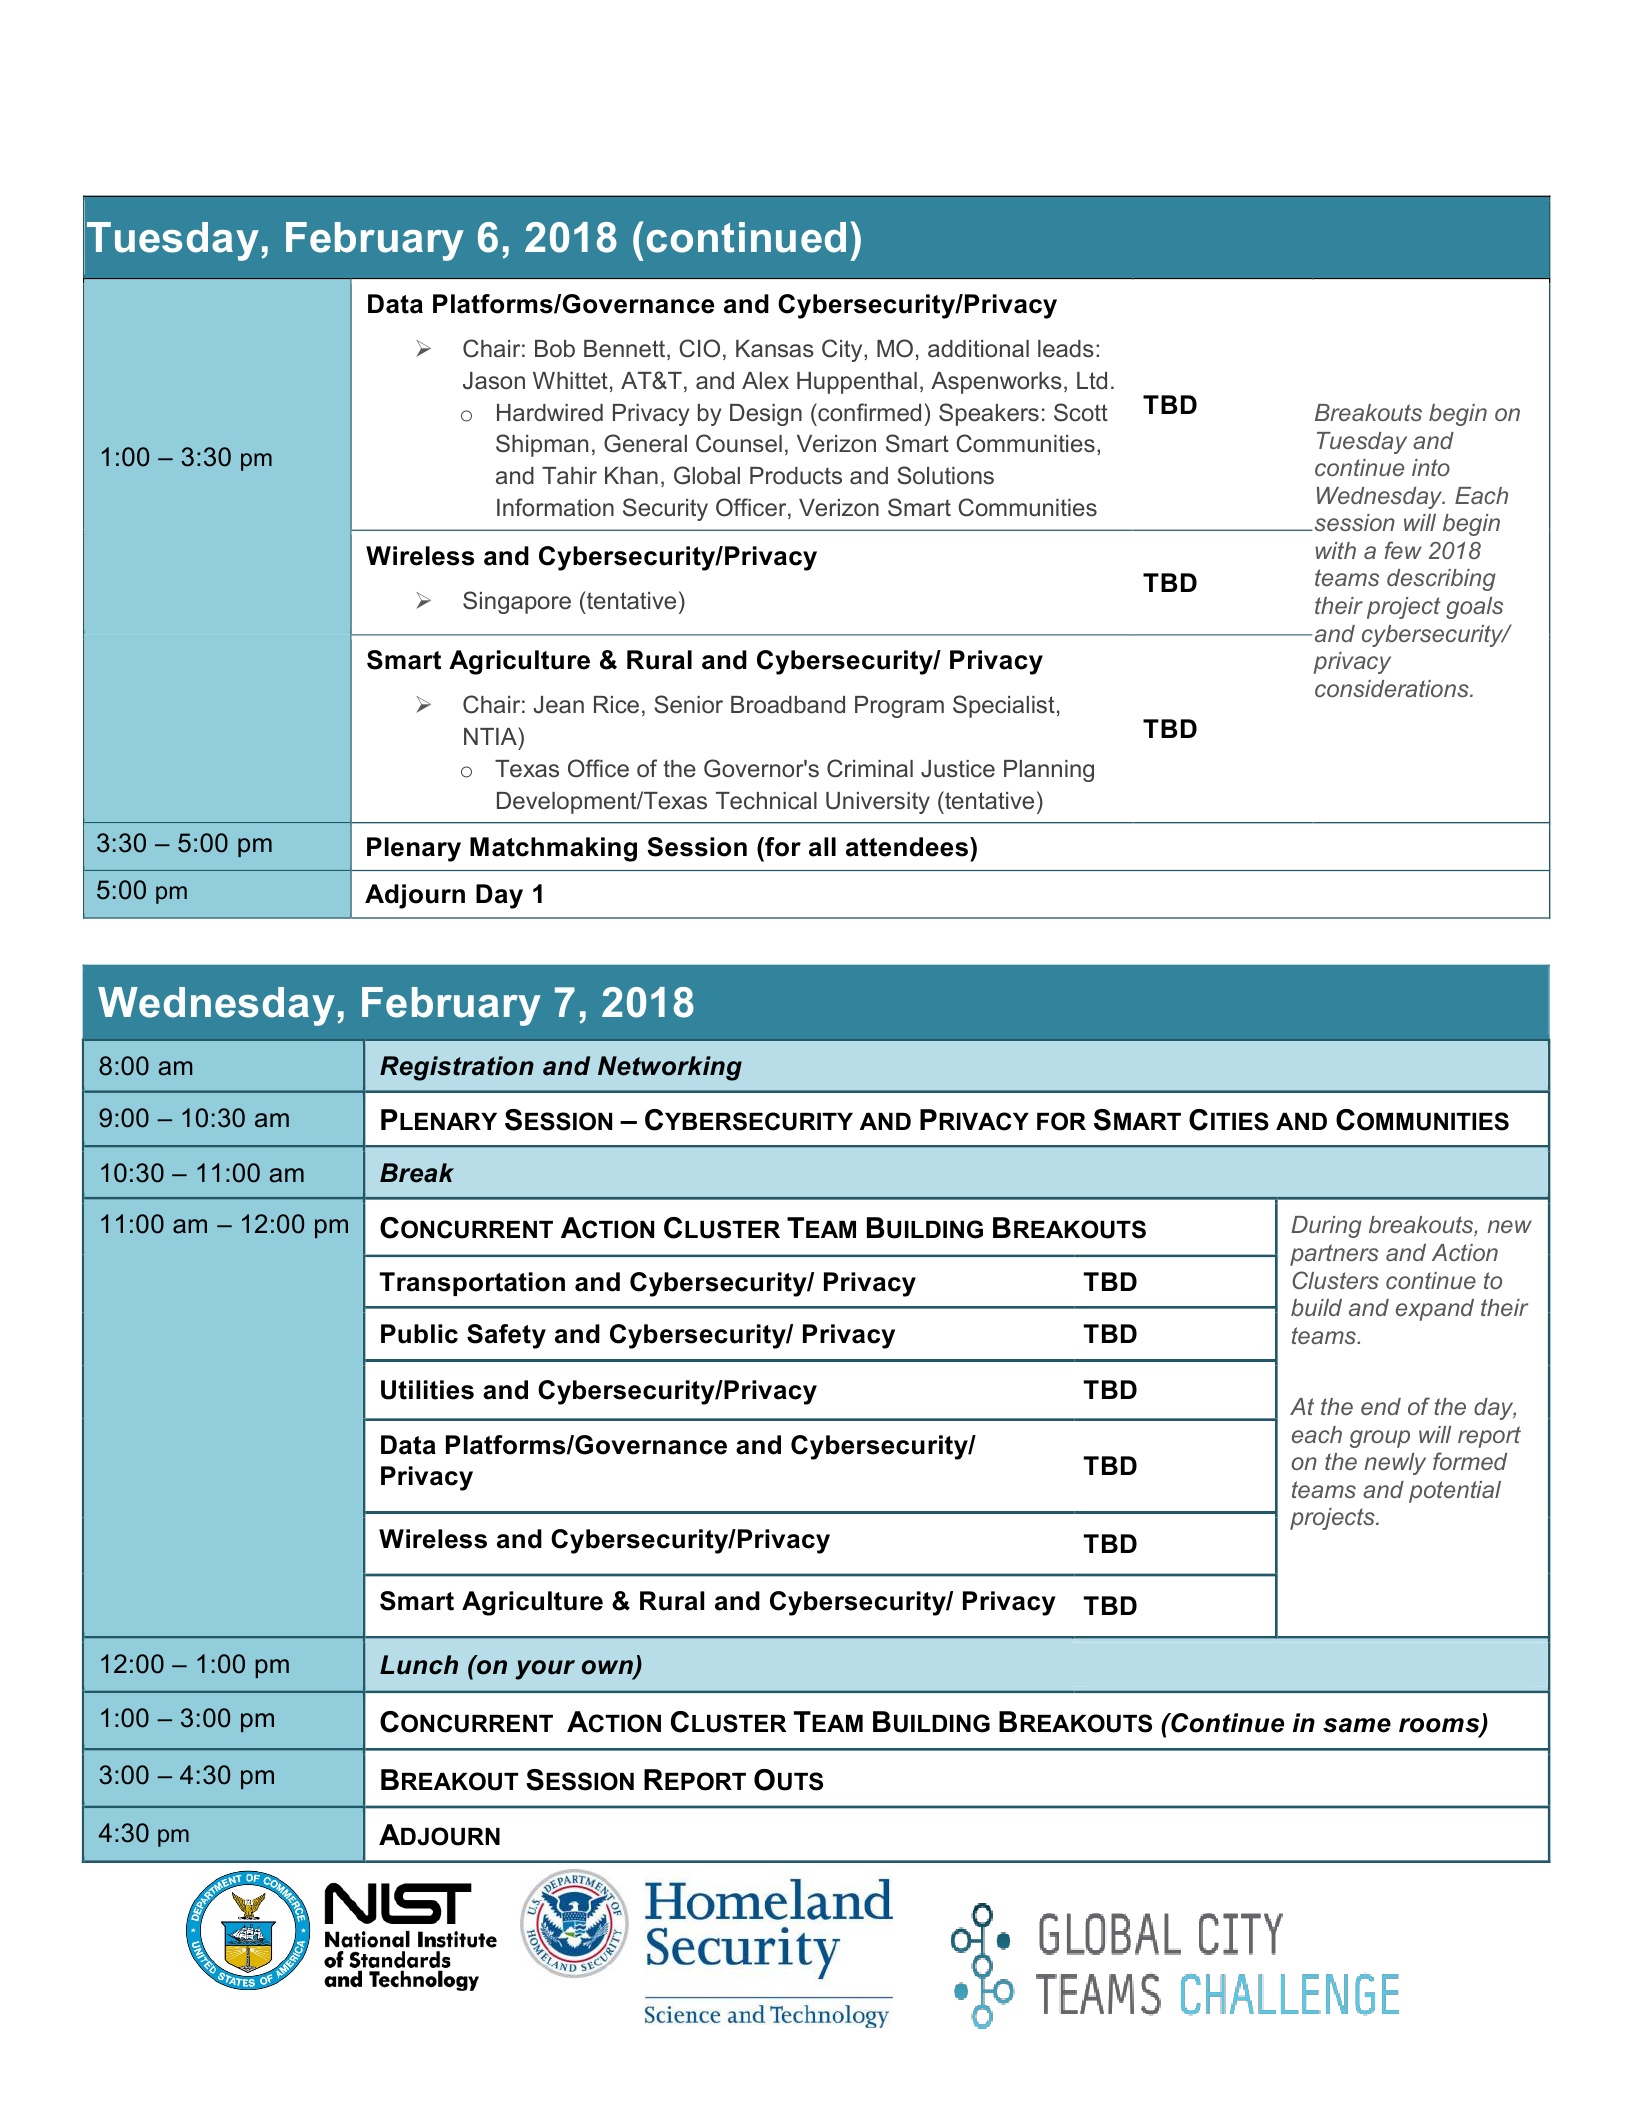 Tuesday, February 6, 2018 (continued)
1:00 – 3:30 pm
Data Platforms/Governance and Cybersecurity/Privacy
➢ Chair: Bob Bennett, CIO, Kansas City, MO, additional leads:
Jason Whittet, AT&T, and Alex Huppenthal, Aspenworks, Ltd.
o Hardwired Privacy by Design (confirmed) Speakers: Scott
Shipman, General Counsel, Verizon Smart Communities,
and Tahir Khan, Global Products and Solutions
Information Security Officer, Verizon Smart Communities
TBD
Wireless and Cybersecurity/Privacy
➢ Singapore (tentative)
TBD
Smart Agriculture & Rural and Cybersecurity/ Privacy
➢ Chair: Jean Rice, Senior Broadband Program Specialist,
NTIA)
o Texas Office of the Governor's Criminal Justice Planning
Development/Texas Technical University (tentative)
TBD
Breakouts begin on
Tuesday and
continue into
Wednesday. Each
session will begin
with a few 2018
teams describing
their project goals
and cybersecurity/
privacy
considerations.
3:30 – 5:00 pm
Plenary Matchmaking Session (for all attendees)
5:00 pm
Adjourn Day 1
Wednesday, February 7, 2018
8:00 am
Registration and Networking
9:00 – 10:30 am
PLENARY SESSION – CYBERSECURITY AND PRIVACY FOR SMART CITIES AND COMMUNITIES
10:30 – 11:00 am
Break
11:00 am – 12:00 pm
CONCURRENT ACTION CLUSTER TEAM BUILDING BREAKOUTS
Transportation and Cybersecurity/ Privacy TBD
Public Safety and Cybersecurity/ Privacy TBD
Utilities and Cybersecurity/Privacy TBD
Data Platforms/Governance and Cybersecurity/
Privacy
TBD
Wireless and Cybersecurity/Privacy TBD
Smart Agriculture & Rural and Cybersecurity/ Privacy TBD
During breakouts, new
partners and Action
Clusters continue to
build and expand their
teams.
At the end of the day,
each group will report
on the newly formed
teams and potential
projects.
12:00 – 1:00 pm
Lunch (on your own)
1:00 – 3:00 pm
CONCURRENT ACTION CLUSTER TEAM BUILDING BREAKOUTS (Continue in same rooms)
3:00 – 4:30 pm
BREAKOUT SESSION REPORT OUTS
4:30 pm
ADJOURN
DEPARTMENT OF COMMERCE
UNITED STATES OF AMERICA
NIST
National Institute
of Standards
and Technology
U.S. DEPARTMENT OF
HOMELAND SECURITY
Homeland
Security
Science and Technology
GLOBAL CITY
TEAMS CHALLENGE